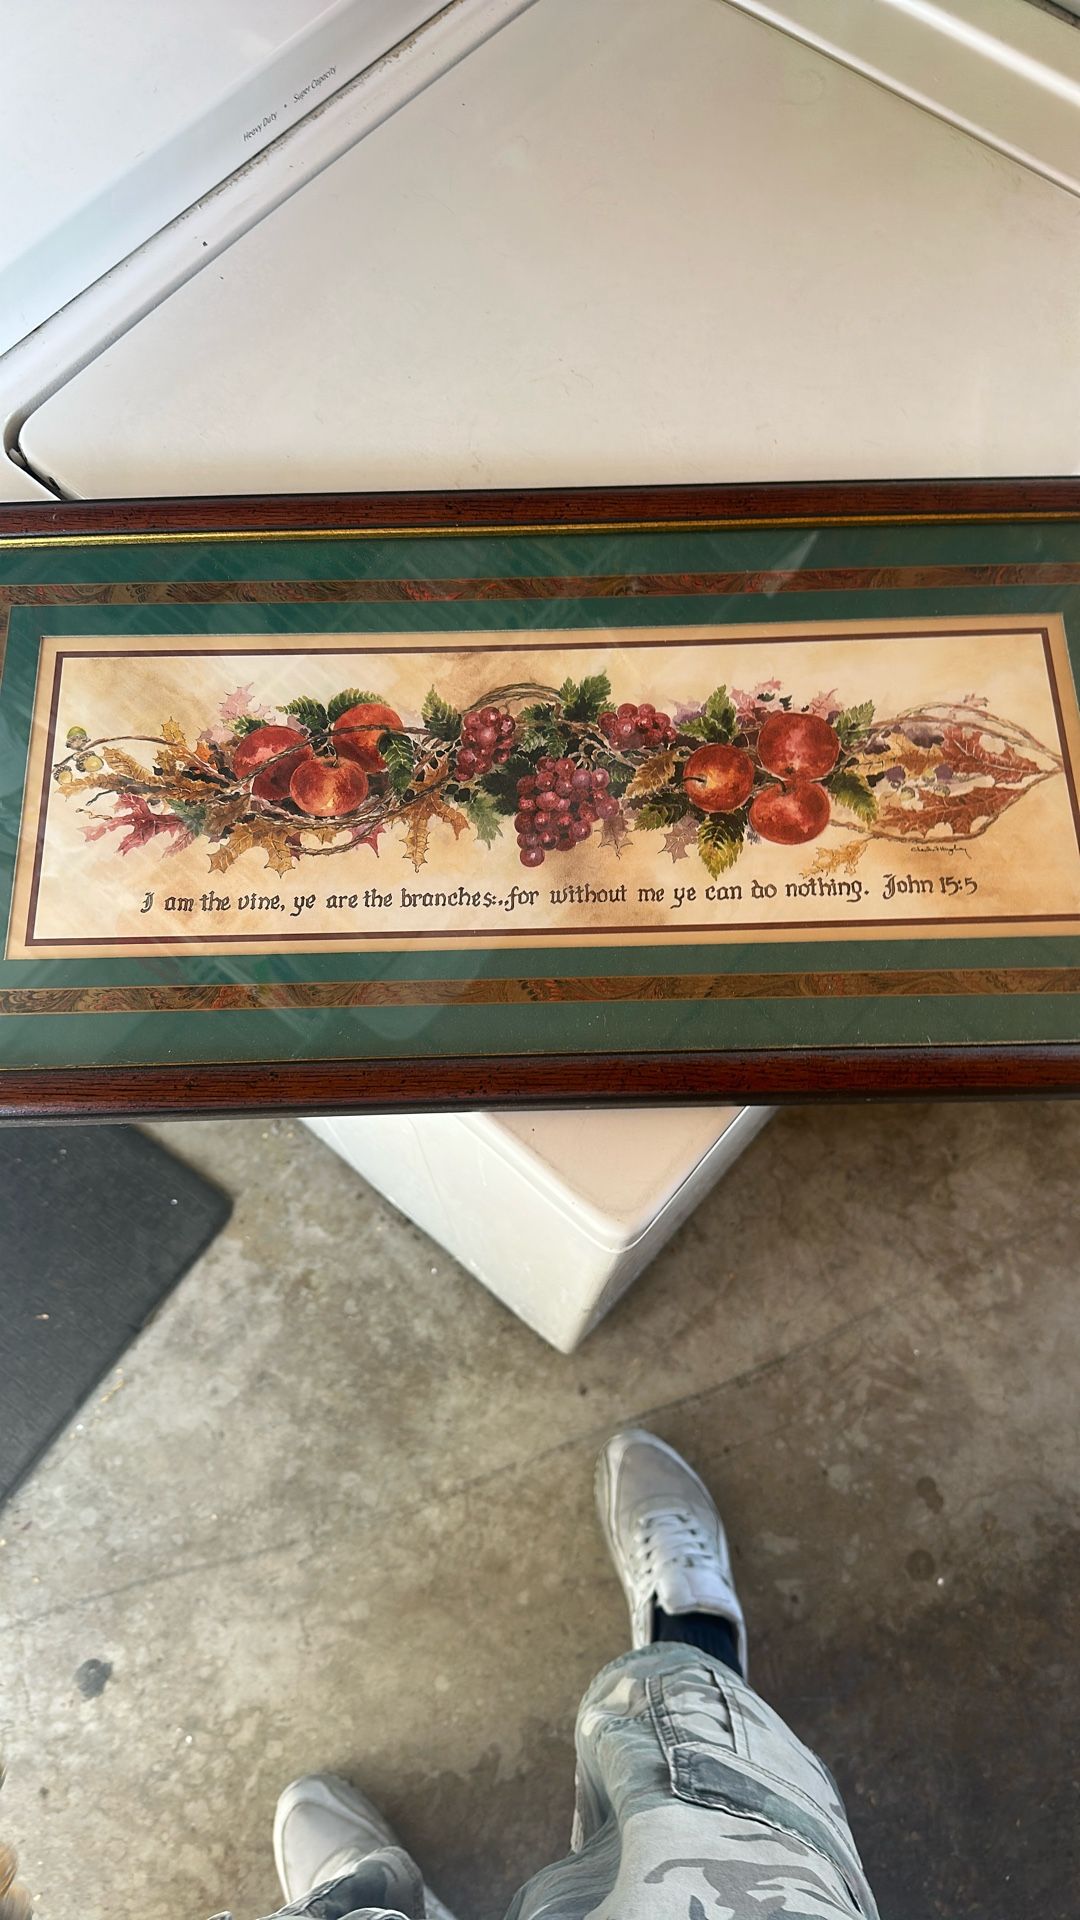 Heavy Duty • Super Capacity
I am the vine, ye are the branches:..for without me ye can do nothing. John 15:5